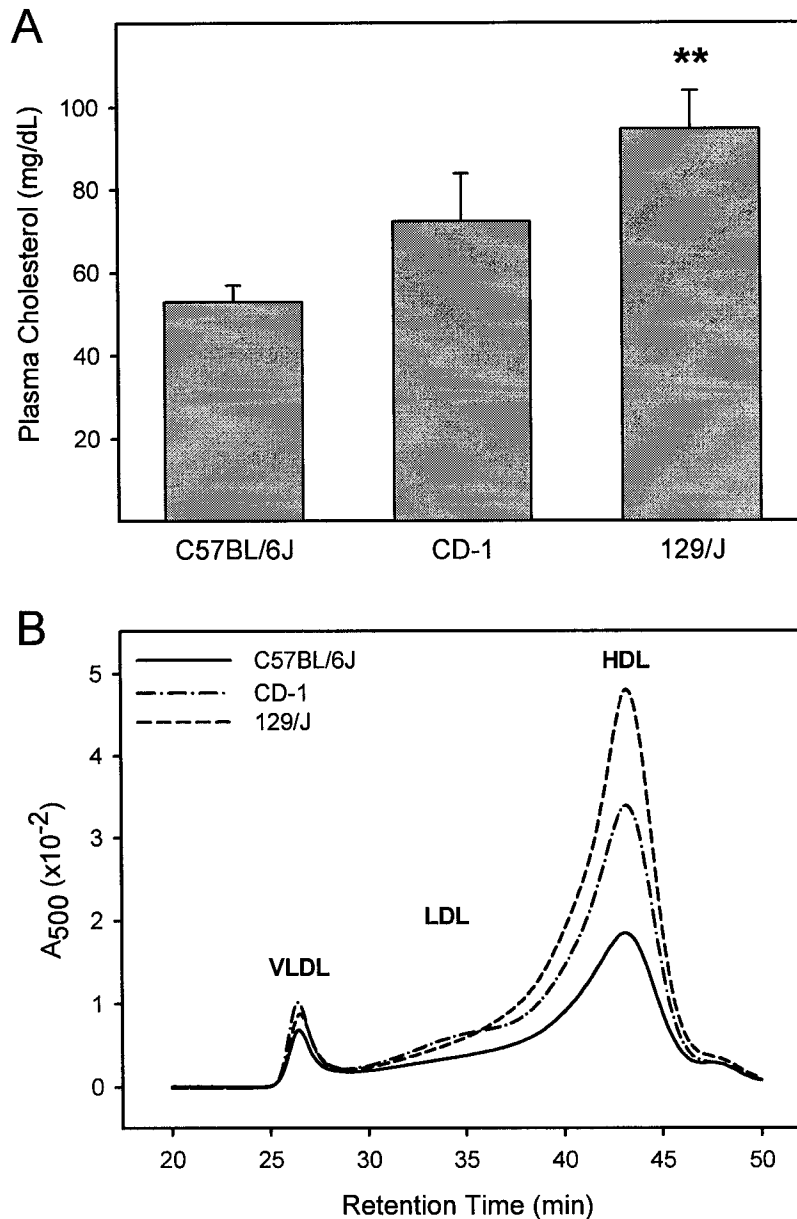 A
**
Plasma Cholesterol (mg/dL)
100
80
60
40
20
C57BL/6J
CD-1
129/J
B
C57BL/6J
CD-1
129/J
HDL
LDL
VLDL
A500 (x10-2)
5
4
3
2
1
0
20
25
30
35
40
45
50
Retention Time (min)